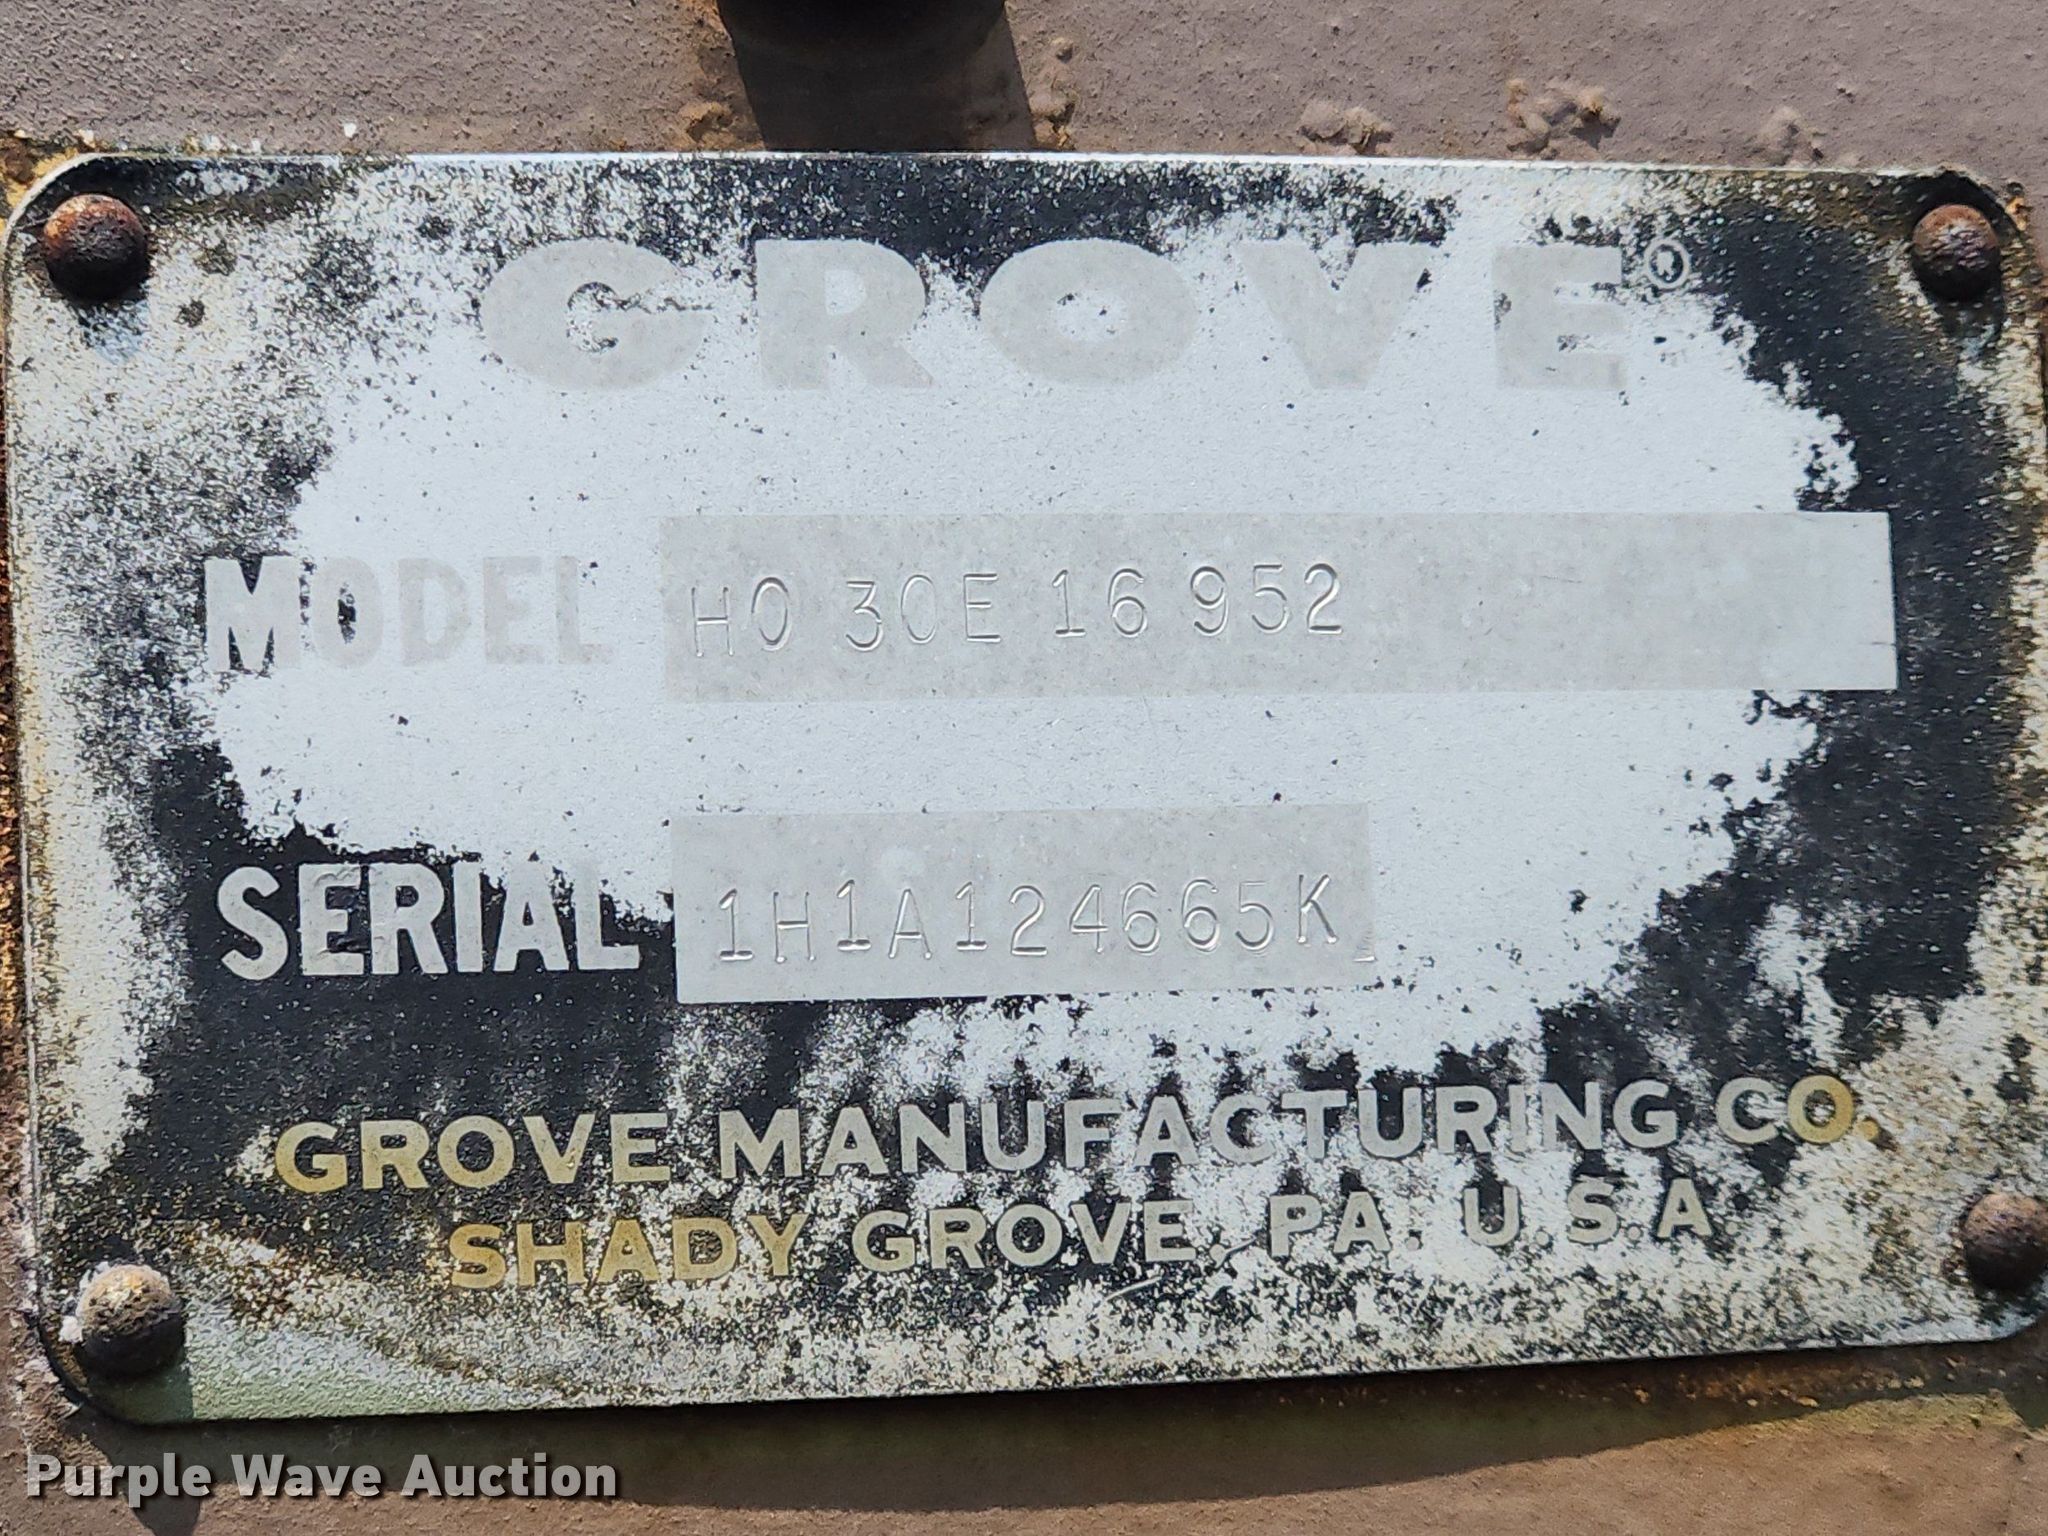 GROVE®
MODEL HO 30E 16 952
SERIAL 1H1A124665K
GROVE MANUFACTURING CO.
SHADY GROVE, PA. U.S.A.
Purple Wave Auction